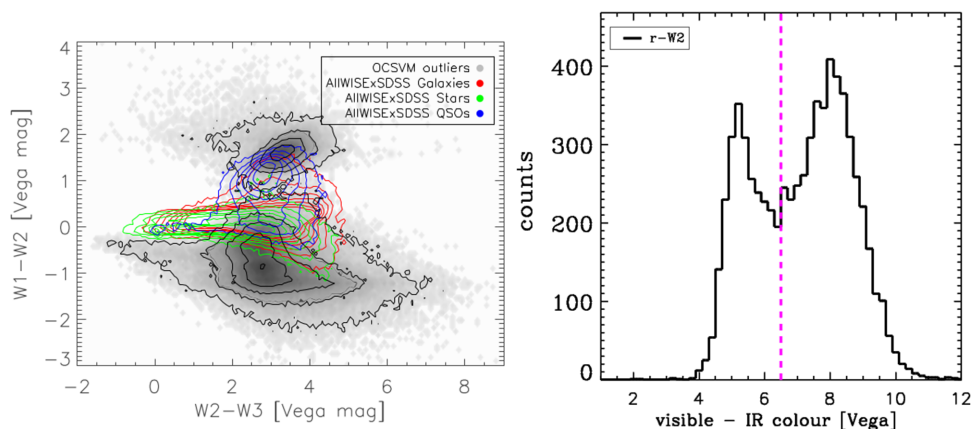 4
3
2
1
0
-1
-2
-3
W1-W2 [Vega mag]
OCSVM outliers
AllWISExSDSS Galaxies
AllWISExSDSS Stars
AllWISExSDSS QSOs
-2 0 2 4 6 8
W2-W3 [Vega mag]
400
300
200
100
0
counts
r-W2
2 4 6 8 10 12
visible - IR colour [Vega]